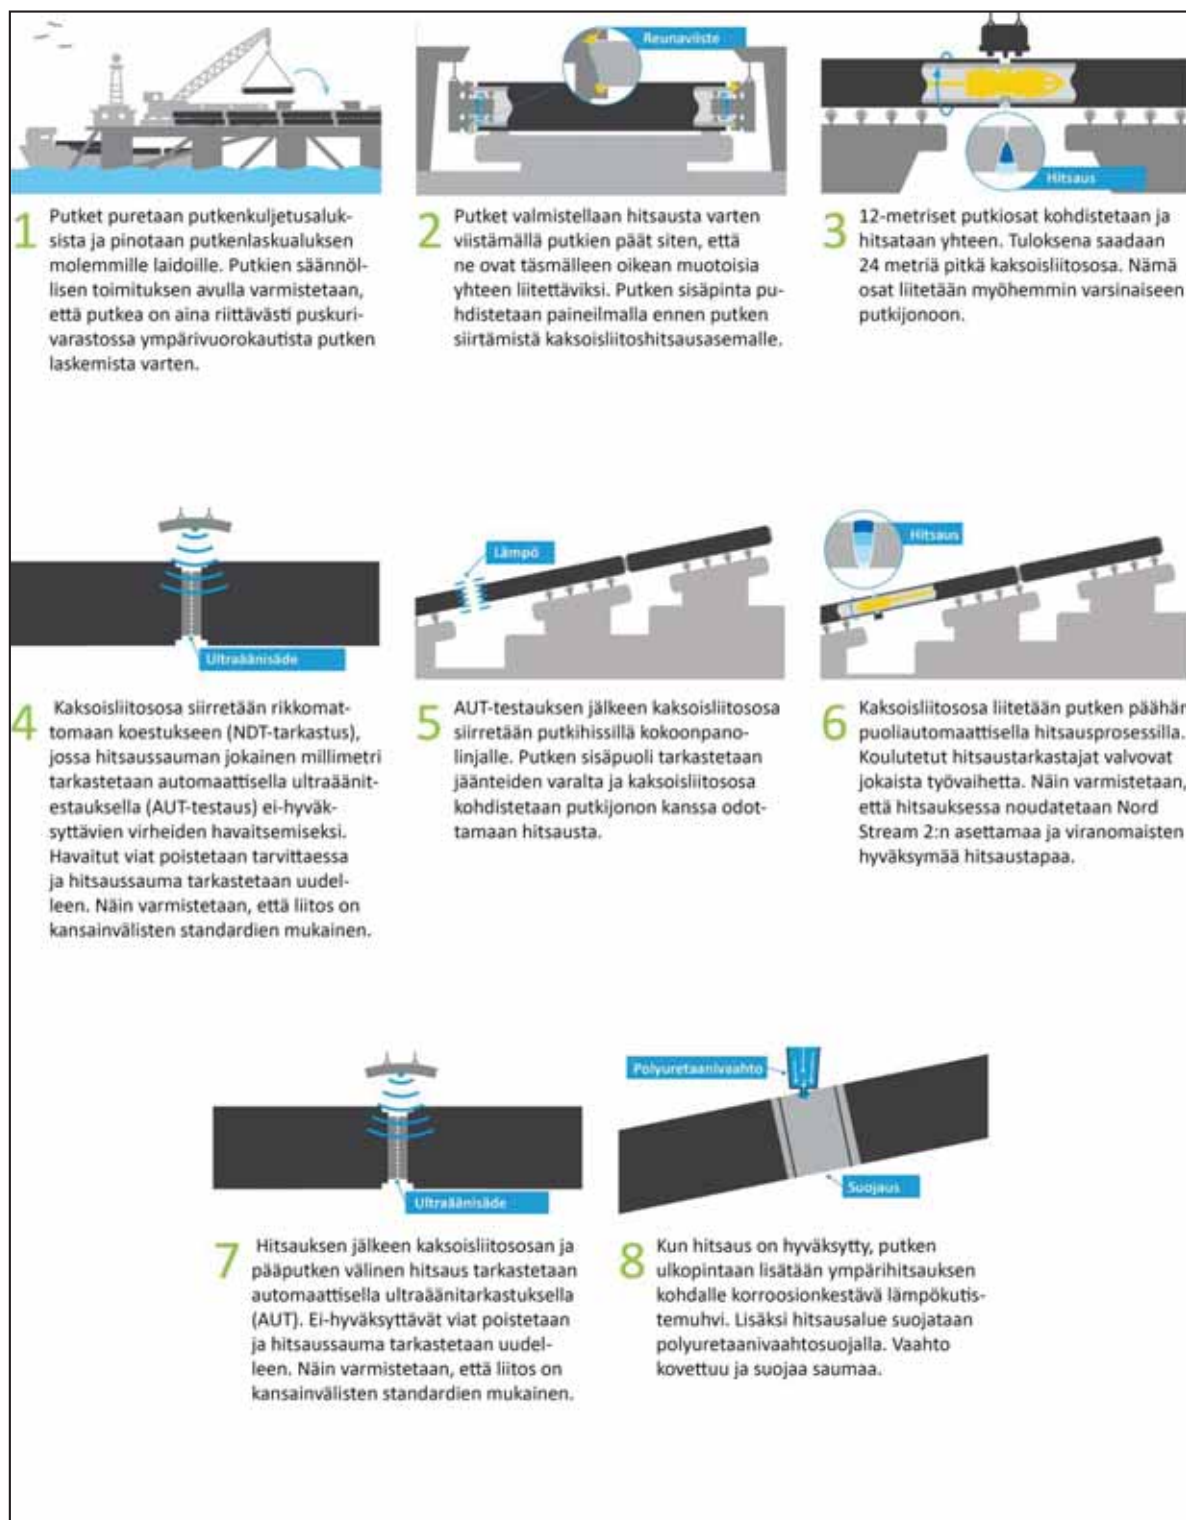 Reunaviiste
Hitsaus
1
Putket puretaan putkenkuljetusaluk-
sista ja pinotaan putkenlaskualuksen
molemmille laidoille. Putkien säännöl-
lisen toimituksen avulla varmistetaan,
että putkea on aina riittävästi puskuri-
varastossa ympärivuorokautista putken
laskemista varten.
2
Putket valmistellaan hitsausta varten
viistämällä putkien päät siten, että
ne ovat täsmälleen oikean muotoisia
yhteen liitettäviksi. Putken sisäpinta pu-
hdistetaan paineilmalla ennen putken
siirtämistä kaksoisliitoshitsausasemalle.
3
12-metriset putkiosat kohdistetaan ja
hitsataan yhteen. Tuloksena saadaan
24 metriä pitkä kaksoisliitososa. Nämä
osat liitetään myöhemmin varsinaiseen
putkijonoon.
Ultraäänisäde
Lämpö
Hitsaus
4
Kaksoisliitososa siirretään rikkomat-
tomaan koestukseen (NDT-tarkastus),
jossa hitsaussauman jokainen millimetri
tarkastetaan automaattisella ultraäänit-
estauksella (AUT-testaus) ei-hyväk-
syttävien virheiden havaitsemiseksi.
Havaitut viat poistetaan tarvittaessa
ja hitsaussauma tarkastetaan uudel-
leen. Näin varmistetaan, että liitos on
kansainvälisten standardien mukainen.
5
AUT-testauksen jälkeen kaksoisliitososa
siirretään putkihissillä kokoonpano-
linjalle. Putken sisäpuoli tarkastetaan
jäänteiden varalta ja kaksoisliitososa
kohdistetaan putkijonon kanssa odot-
tamaan hitsausta.
6
Kaksoisliitososa liitetään putken päähär
puoliautomaattisella hitsausprosessilla.
Koulutetut hitsaustarkastajat valvovat
jokaista työvaihetta. Näin varmistetaan,
että hitsauksessa noudatetaan Nord
Stream 2:n asettamaa ja viranomaisten
hyväksymää hitsaustapaa.
Ultraäänisäde
Polyuretaanivaahto
Suojaus
7
Hitsauksen jälkeen kaksoisliitososan ja
pääputken välinen hitsaus tarkastetaan
automaattisella ultraäänitarkastuksella
(AUT). Ei-hyväksyttävät viat poistetaan
ja hitsaussauma tarkastetaan uudel-
leen. Näin varmistetaan, että liitos on
kansainvälisten standardien mukainen.
8
Kun hitsaus on hyväksytty, putken
ulkopintaan lisätään ympärihitsauksen
kohdalle korroosionkestävä lämpökutis-
temuhvi. Lisäksi hitsausalue suojataan
polyuretaanivaahtosuojalla. Vaahto
kovettuu ja suojaa saumaa.